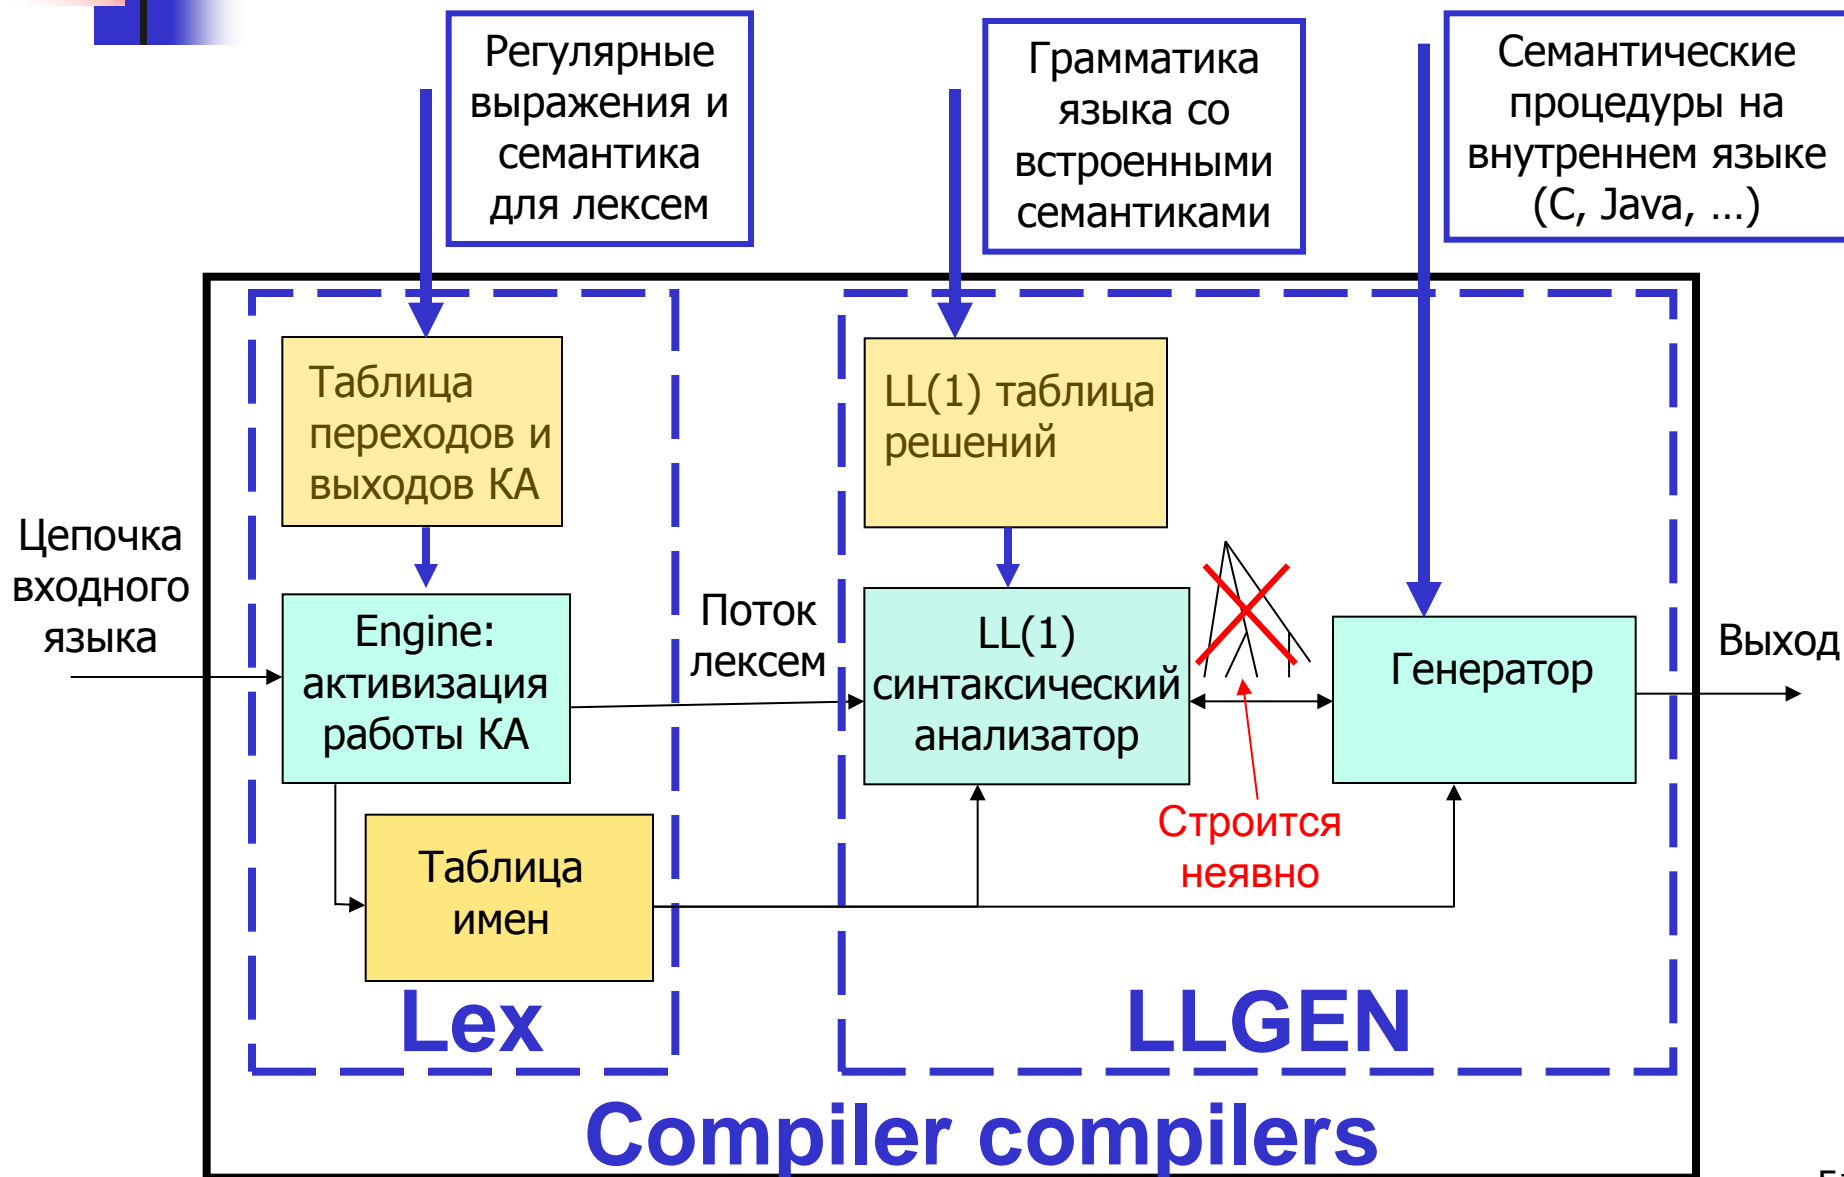 Регулярные
выражения и
семантика
для лексем
Грамматика
языка со
встроенными
семантиками
Семантические
процедуры на
внутреннем языке
(C, Java, ...)
Таблица
переходов и
выходов КА
LL(1) таблица
решений
Цепочка
входного
языка
Engine:
активизация
работы КА
Поток
лексем
LL(1)
синтаксический
анализатор
Генератор
Выход
Строится
неявно
Таблица
имен
Lex
LLGEN
Compiler compilers